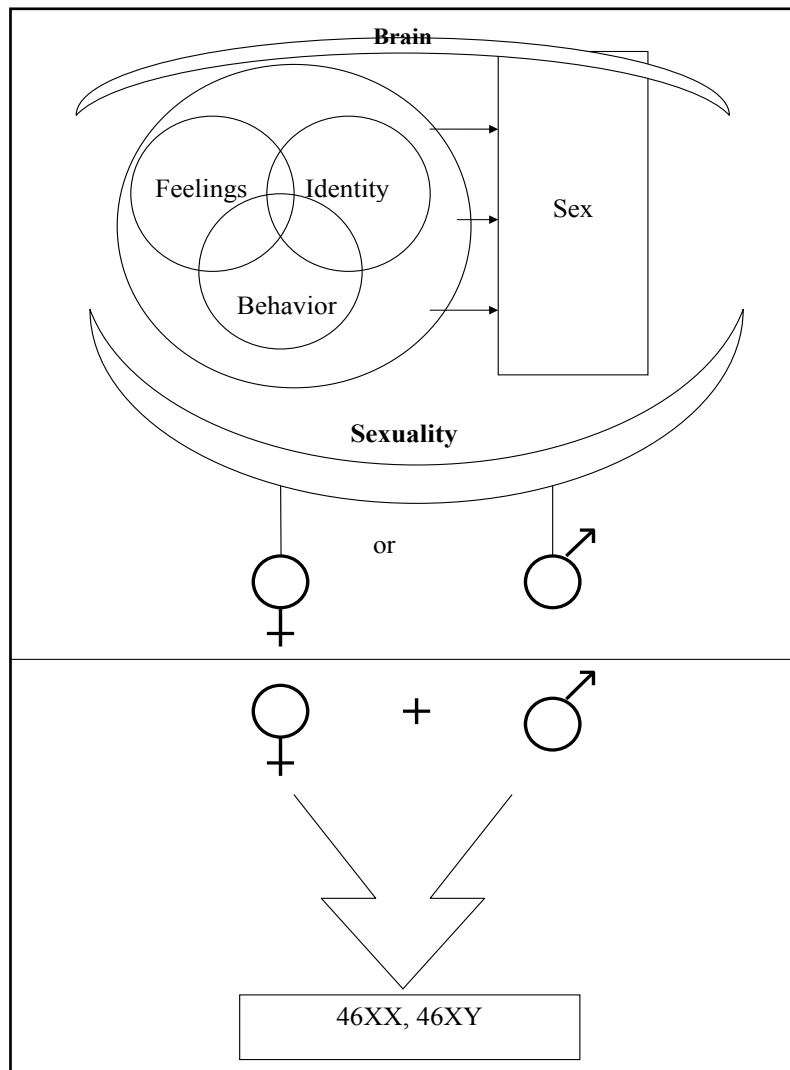 Brain
Feelings Identity
Sex
Behavior
Sexuality
or
+
46XX, 46XY